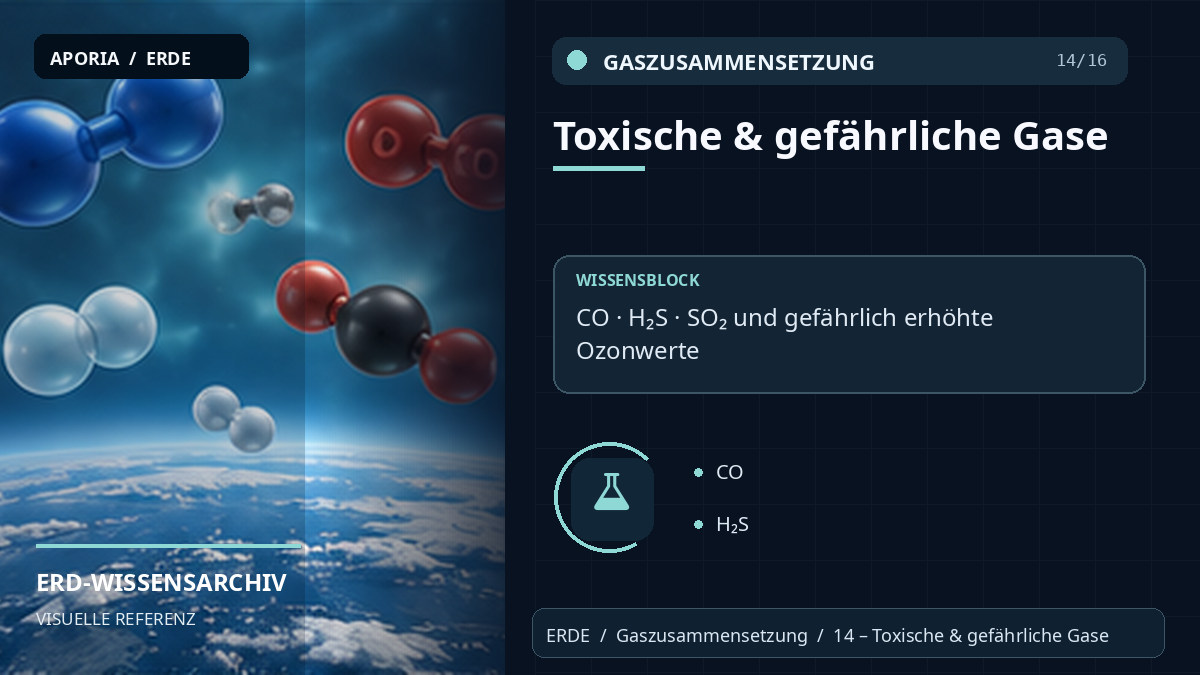 APORIA / ERDE
ERD-WISSENSARCHIV
VISUELLE REFERENZ
GASZUSAMMENSETZUNG
14/16
Toxische & gefährliche Gase
WISSENSBLOCK
CO · H₂S · SO₂ und gefährlich erhöhte
Ozonwerte
CO
H₂S
ERDE / Gaszusammensetzung / 14 – Toxische & gefährliche Gase